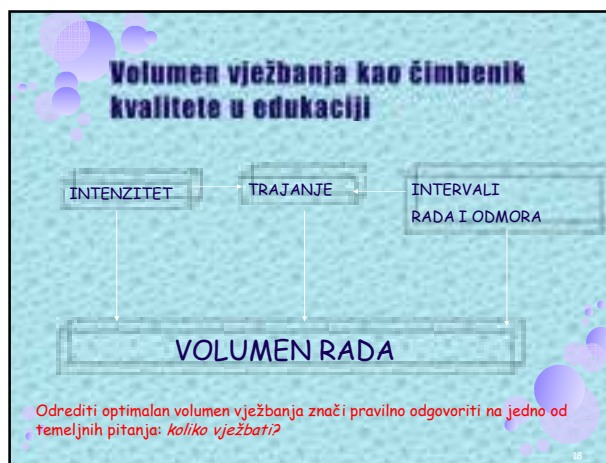 Volumen vježbanja kao čimbenik
kvalitete u edukaciji
INTENZITET
TRAJANJE
INTERVALI
RADA I ODMORA
VOLUMEN RADA
Odrediti optimalan volumen vježbanja znači pravilno odgovoriti na jedno od
temeljnih pitanja: koliko vježbati?
18